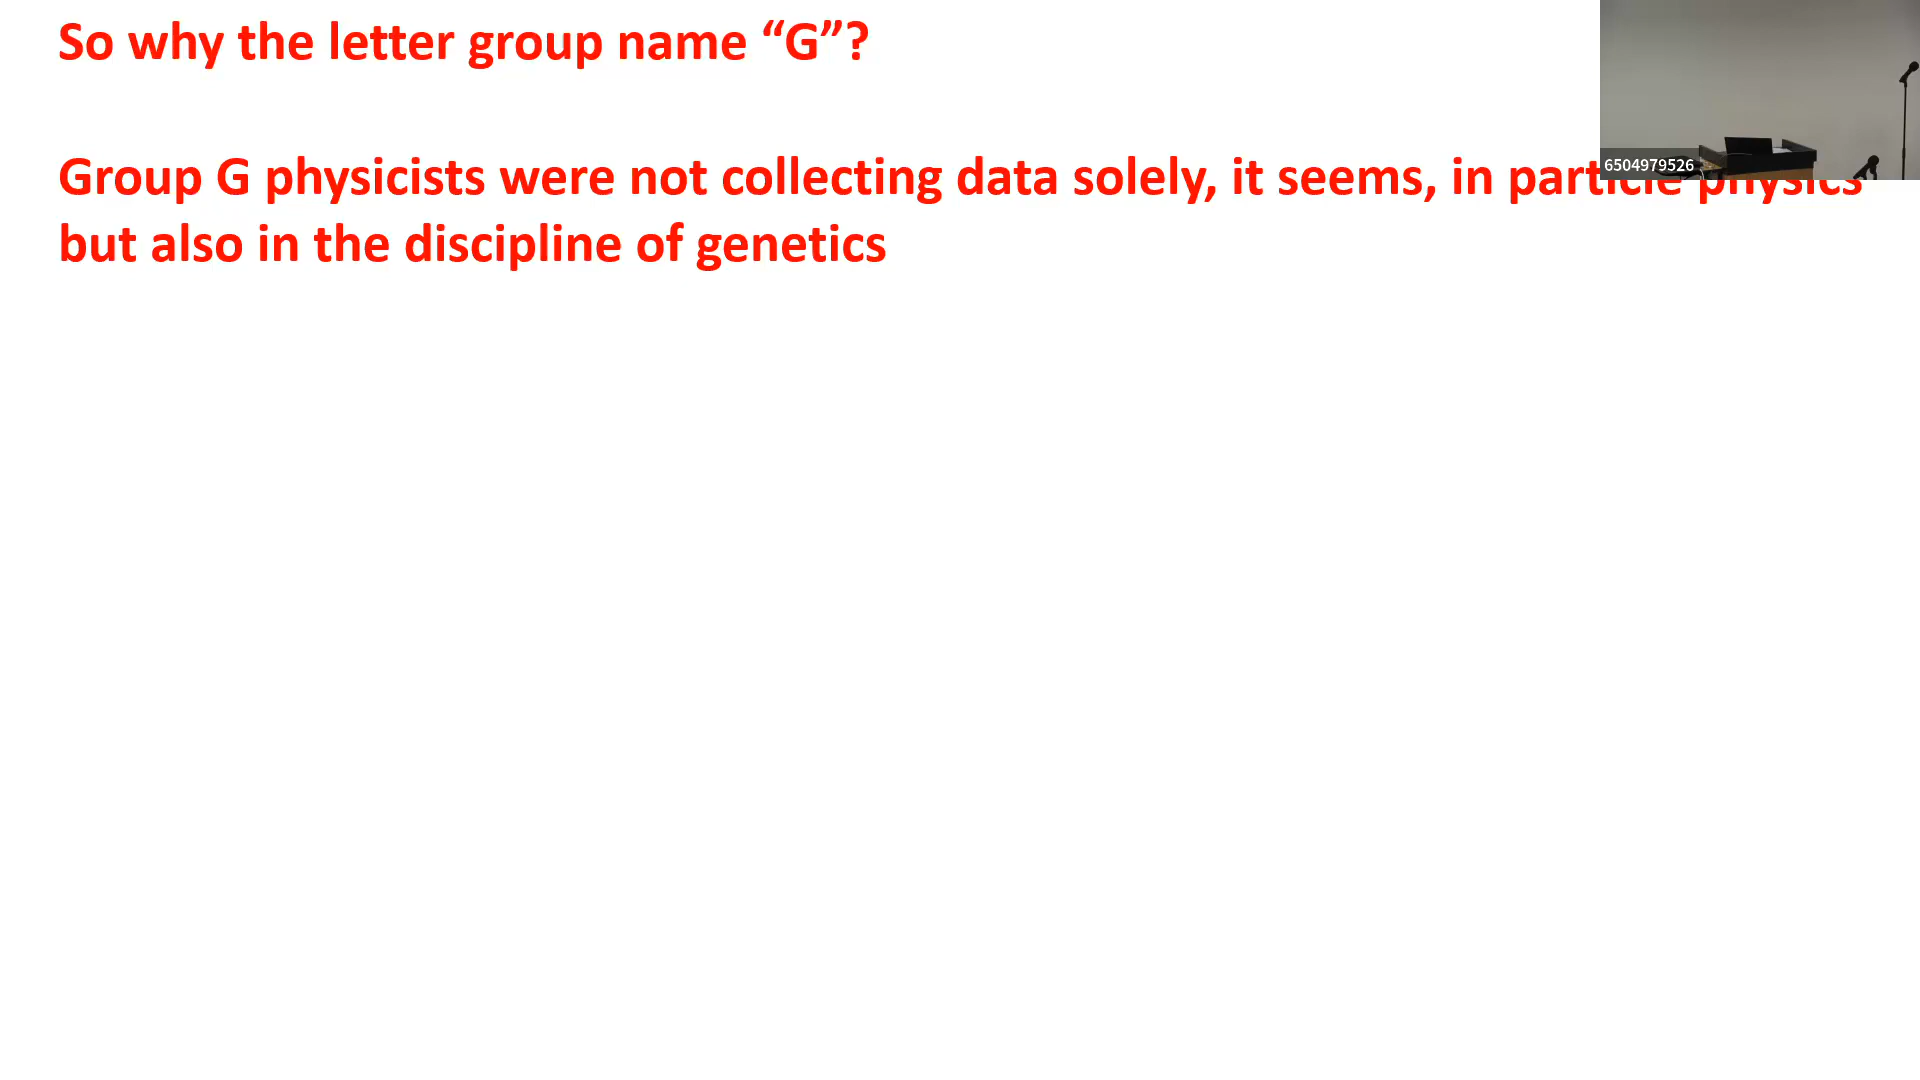 So why the letter group name “G”?
Group G physicists were not collecting data solely, it seems, in particle physics
but also in the discipline of genetics
6504979526